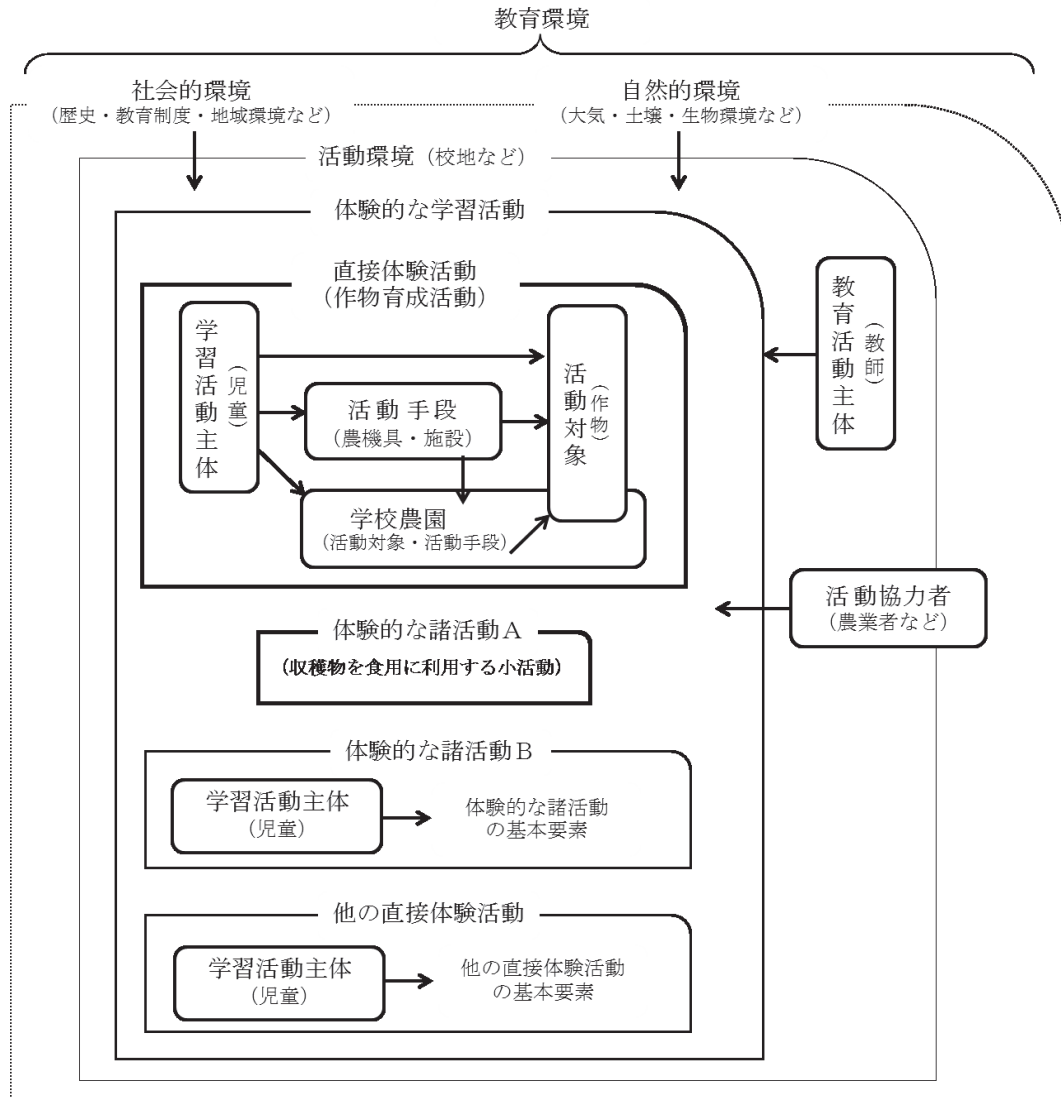 教育環境
社会的環境
（歴史・教育制度・地域環境など）
自然的環境
（大気・土壌・生物環境など）
活動環境（校地など）
体験的な学習活動
直接体験活動
（作物育成活動）
学習活動主体
（児童）
活動手段
（農機具・施設）
活動対象
（作物）
学校農園
（活動対象・活動手段）
教育活動主体
（教師）
活動協力者
（農業者など）
体験的な諸活動Ａ
（収穫物を食用に利用する小活動）
体験的な諸活動Ｂ
学習活動主体
（児童）
体験的な諸活動
の基本要素
他の直接体験活動
学習活動主体
（児童）
他の直接体験活動
の基本要素